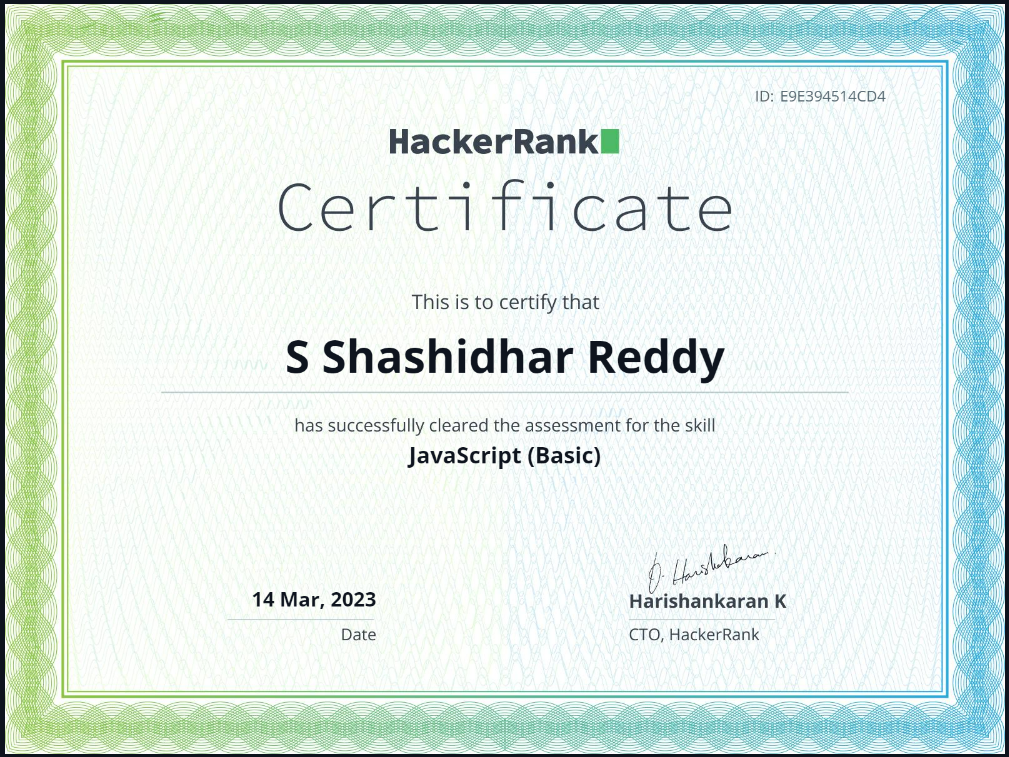 ID: E9E394514CD4
HackerRank
Certificate
This is to certify that
S Shashidhar Reddy
has successfully cleared the assessment for the skill
JavaScript (Basic)
14 Mar, 2023
Date
O. Harishankaran
Harishankaran K
CTO, HackerRank